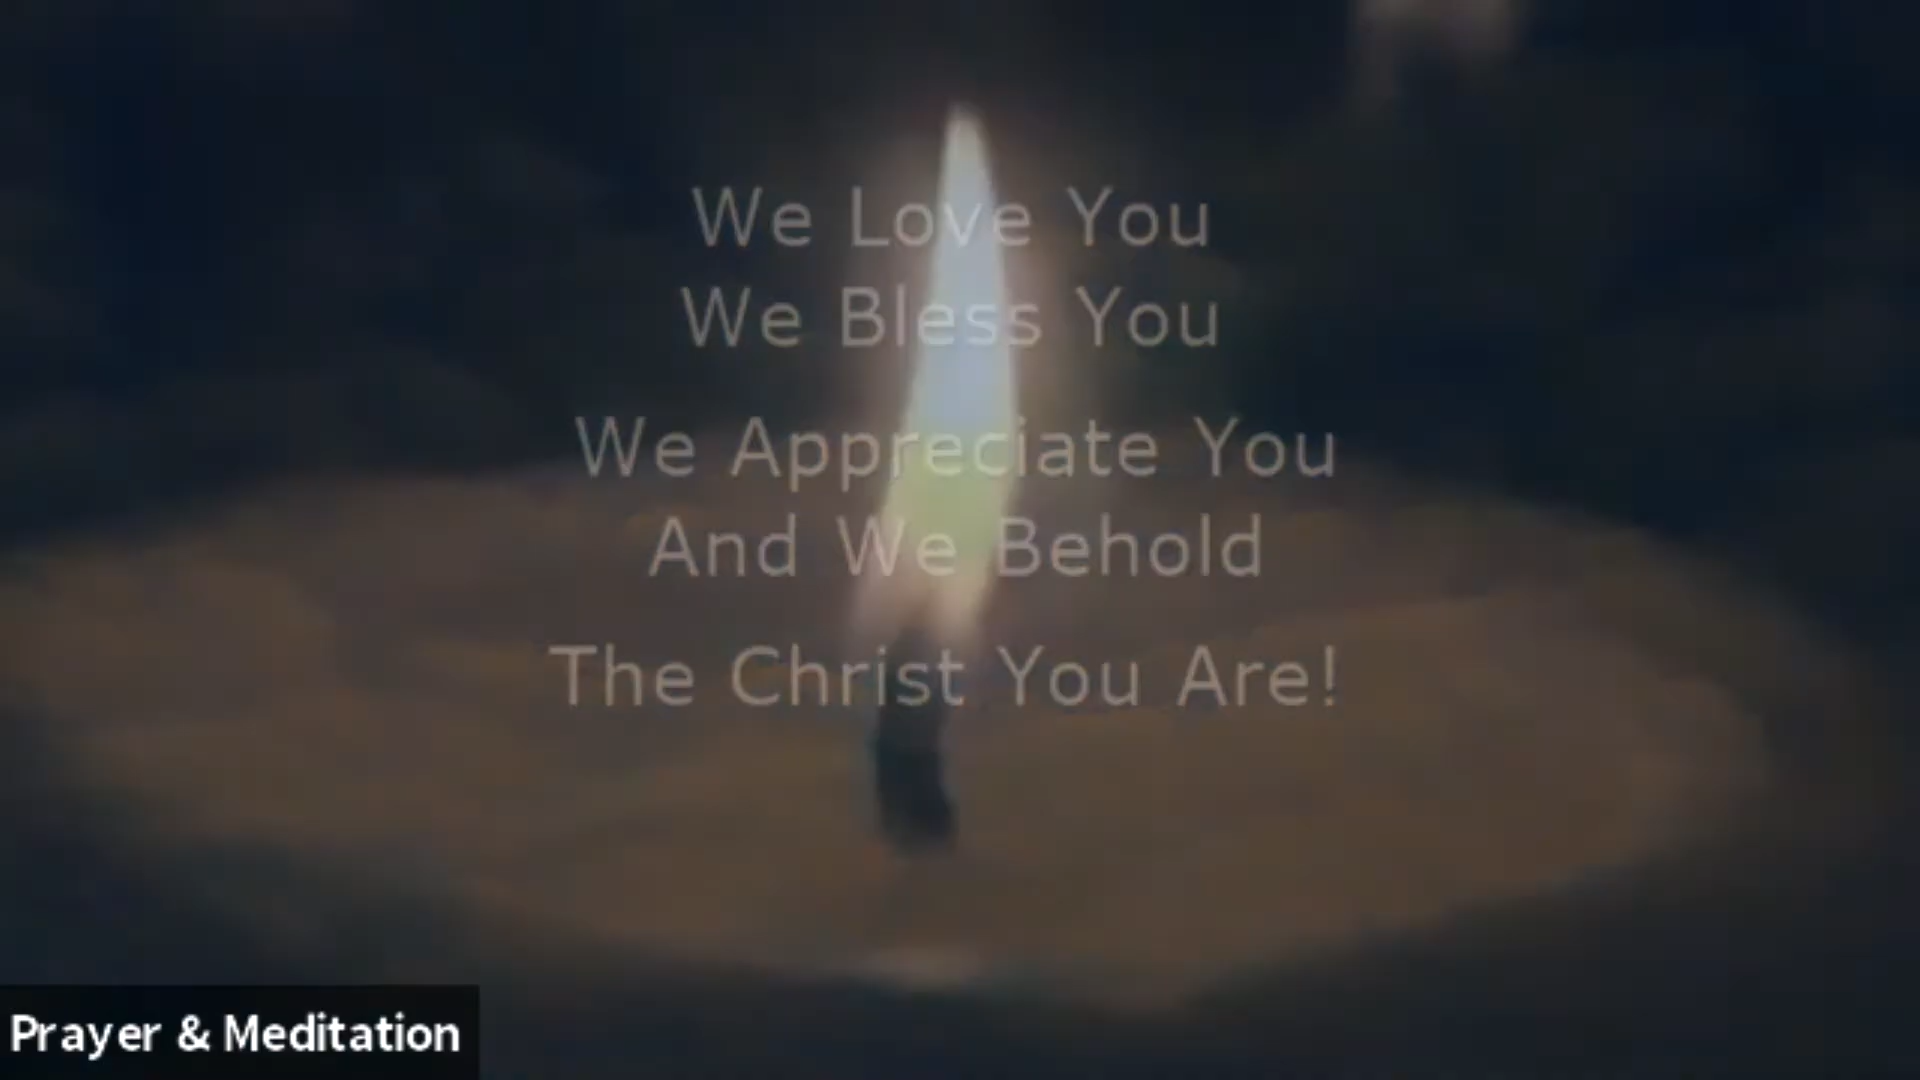 We Love You
We Bless You
We Appreciate You
And We Behold
The Christ You Are!
Prayer & Meditation